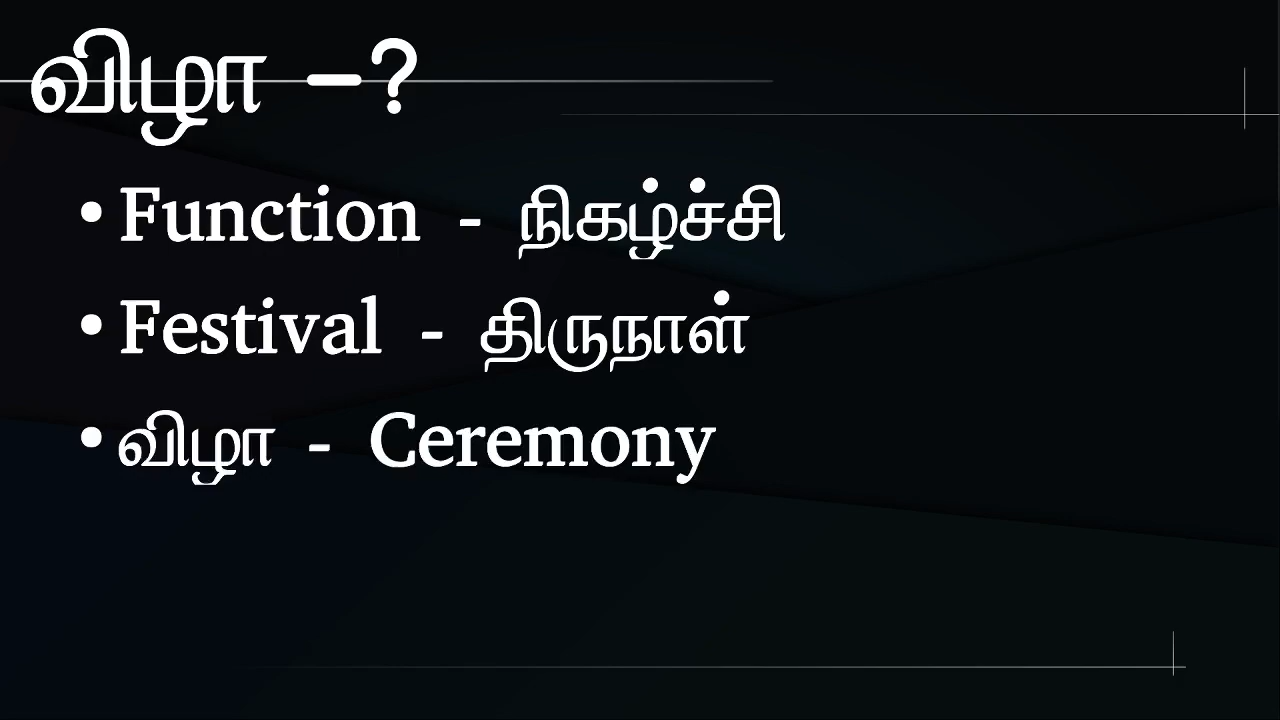 விழா –?
• Function - நிகழ்ச்சி
• Festival - திருநாள்
• விழா - Ceremony